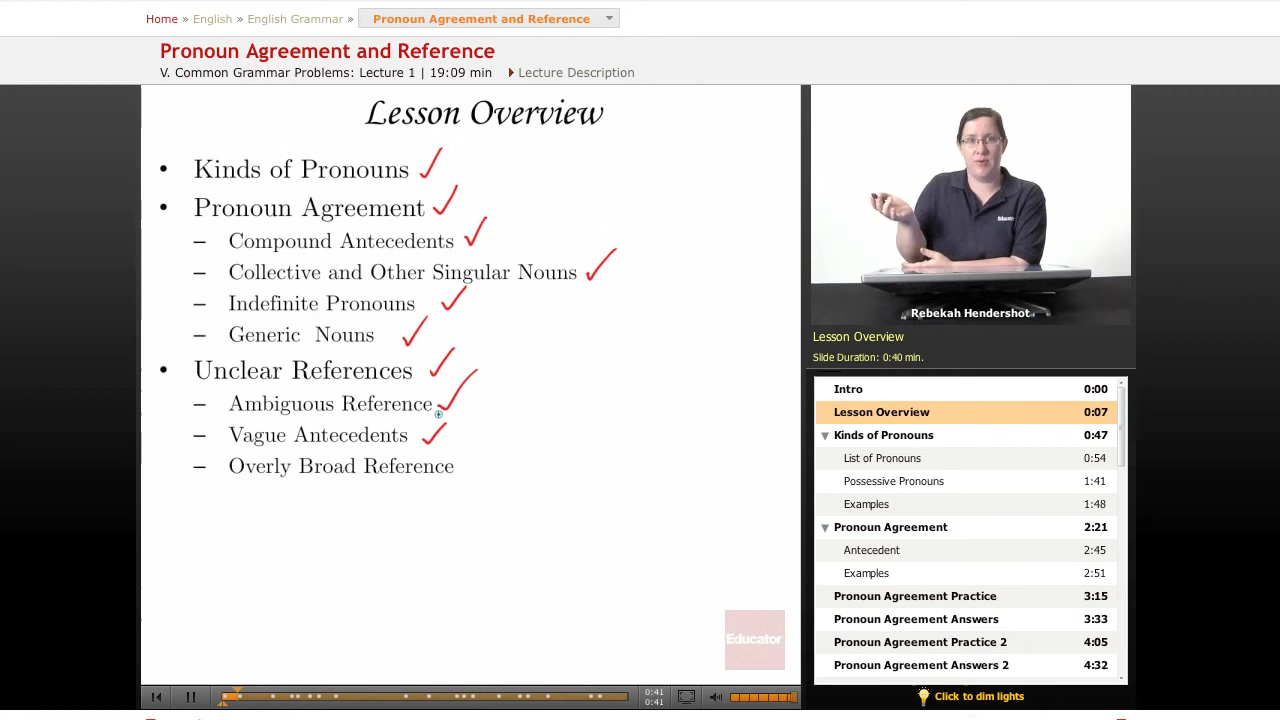 Home » English » English Grammar » Pronoun Agreement and Reference
Pronoun Agreement and Reference
V. Common Grammar Problems: Lecture 1 | 19:09 min Lecture Description
Lesson Overview
• Kinds of Pronouns
• Pronoun Agreement
– Compound Antecedents
– Collective and Other Singular Nouns
– Indefinite Pronouns
– Generic Nouns
• Unclear References
– Ambiguous Reference
– Vague Antecedents
– Overly Broad Reference
Educator
0:41
0:41
Educator
Rebekah Hendershot
Lesson Overview
Slide Duration: 0:40 min.
Intro 0:00
Lesson Overview 0:07
Kinds of Pronouns 0:47
List of Pronouns 0:54
Possessive Pronouns 1:41
Examples 1:48
Pronoun Agreement 2:21
Antecedent 2:45
Examples 2:51
Pronoun Agreement Practice 3:15
Pronoun Agreement Answers 3:33
Pronoun Agreement Practice 2 4:05
Pronoun Agreement Answers 2 4:32
Click to dim lights